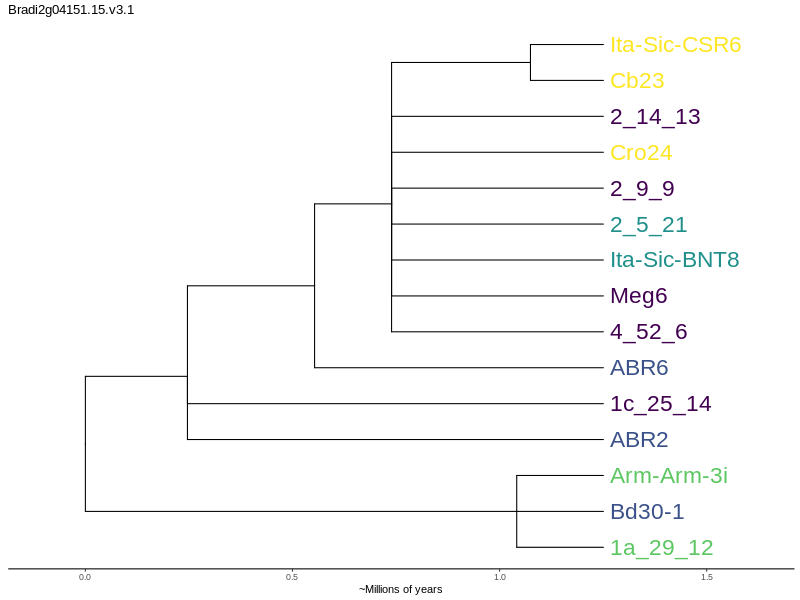 Bradi2g04151.15.v3.1
Ita-Sic-CSR6
Cb23
2_14_13
Cro24
2_9_9
2_5_21
Ita-Sic-BNT8
Meg6
4_52_6
ABR6
1c_25_14
ABR2
Arm-Arm-3i
Bd30-1
1a_29_12
0.0 0.5 1.0 1.5
~Millions of years